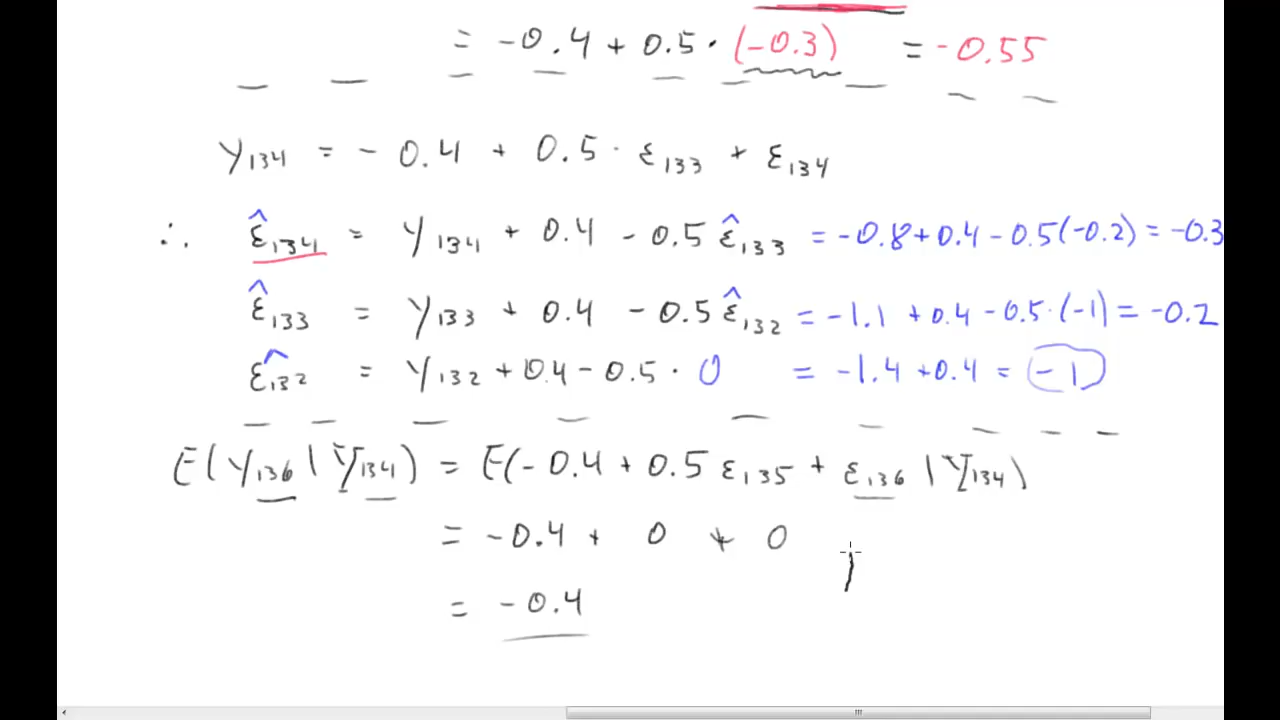 = -0.4 + 0.5 · (-0.3) = -0.55
Y134 = -0.4 + 0.5 · ε133 + ε134
∴ ε̂134 = Y134 + 0.4 - 0.5 ε̂133 = -0.8+0.4-0.5(-0.2) = -0.3
ε̂133 = Y133 + 0.4 - 0.5 ε̂132 = -1.1 + 0.4 - 0.5·(-1) = -0.2
ε̂132 = Y132 + 0.4 - 0.5 · 0 = -1.4 + 0.4 = -1
E(Y136 | Y134) = E(-0.4 + 0.5 ε135 + ε136 | Y134)
= -0.4 + 0 + 0
= -0.4